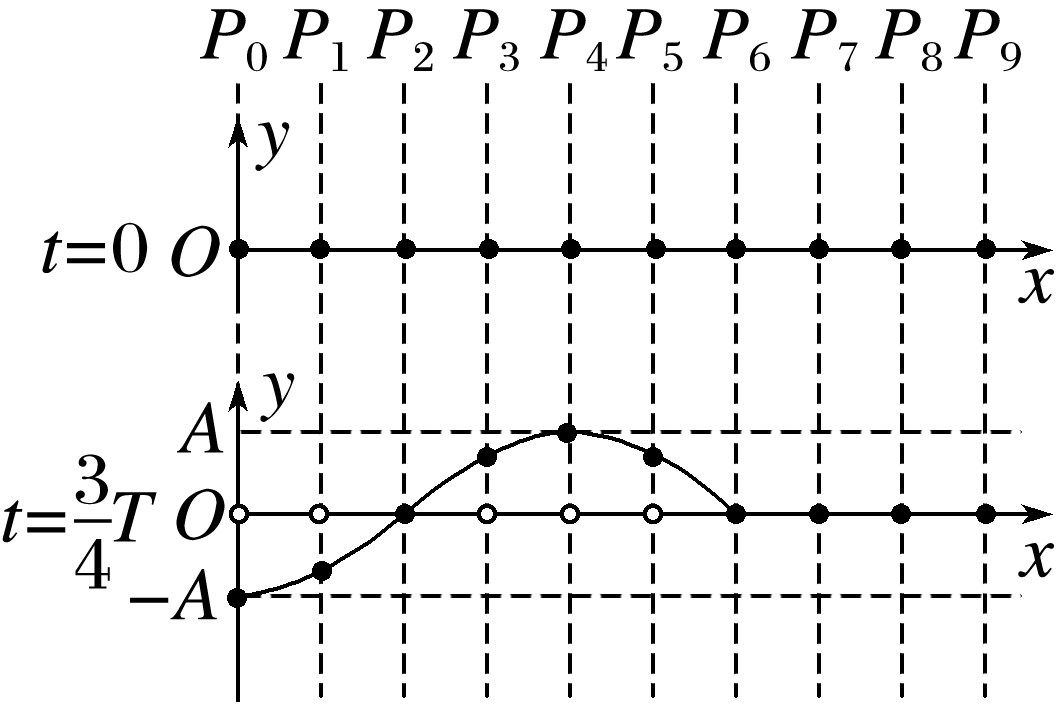 P₀ P₁ P₂ P₃ P₄ P₅ P₆ P₇ P₈ P₉
y
t=0 O
x
y
A
t=3/4T O
x
−A